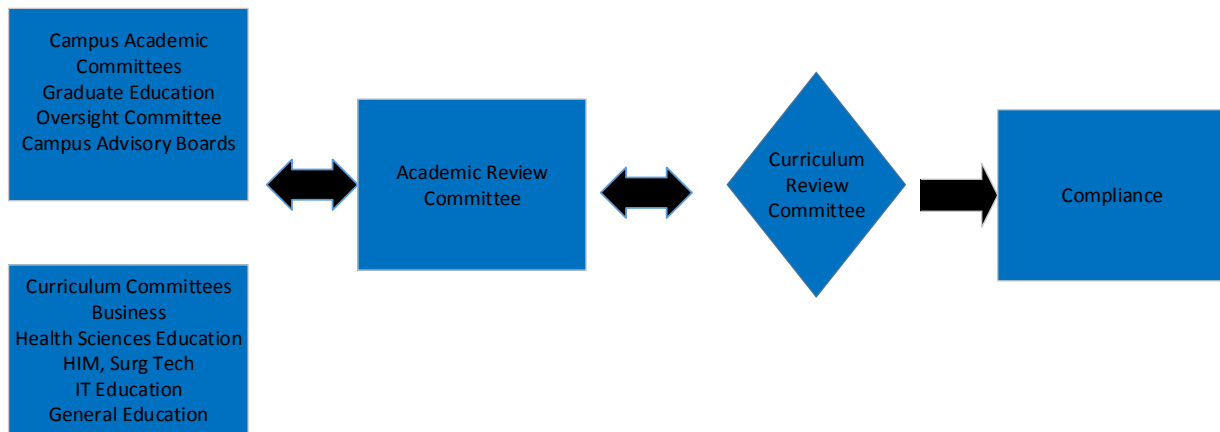 Campus Academic
Committees
Graduate Education
Oversight Committee
Campus Advisory Boards
Curriculum Committees
Business
Health Sciences Education
HIM, Surg Tech
IT Education
General Education
Academic Review
Committee
Curriculum
Review
Committee
Compliance